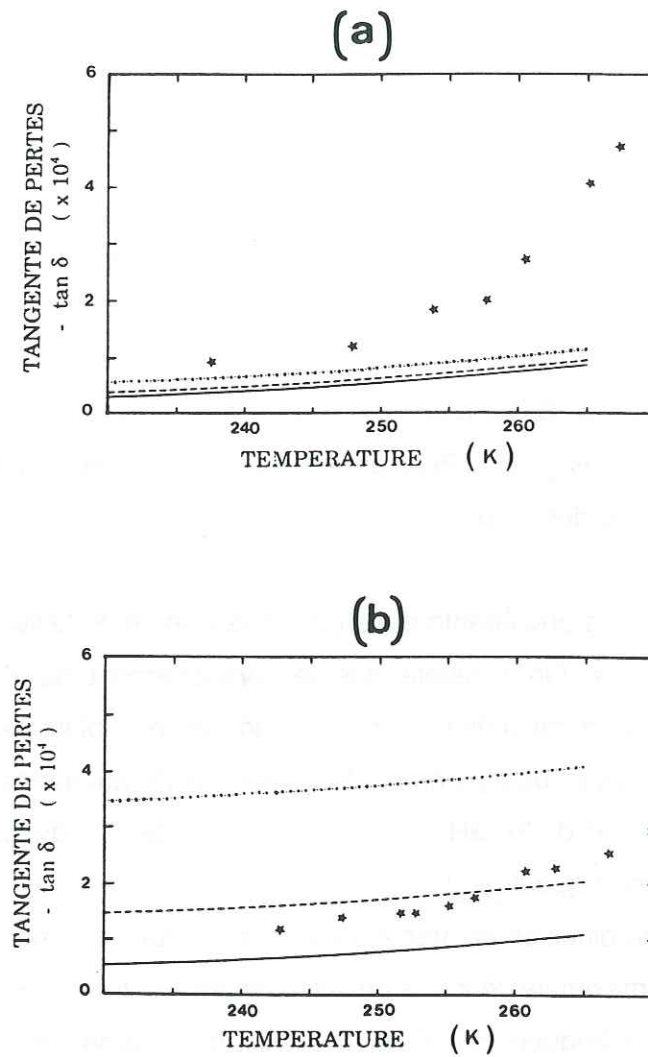 (a)
TANGENTE DE PERTES
- tan δ ( x 10⁴ )
6
4
2
0
240
250
260
TEMPERATURE ( K )
(b)
TANGENTE DE PERTES
- tan δ ( x 10⁴ )
6
4
2
0
240
250
260
TEMPERATURE ( K )